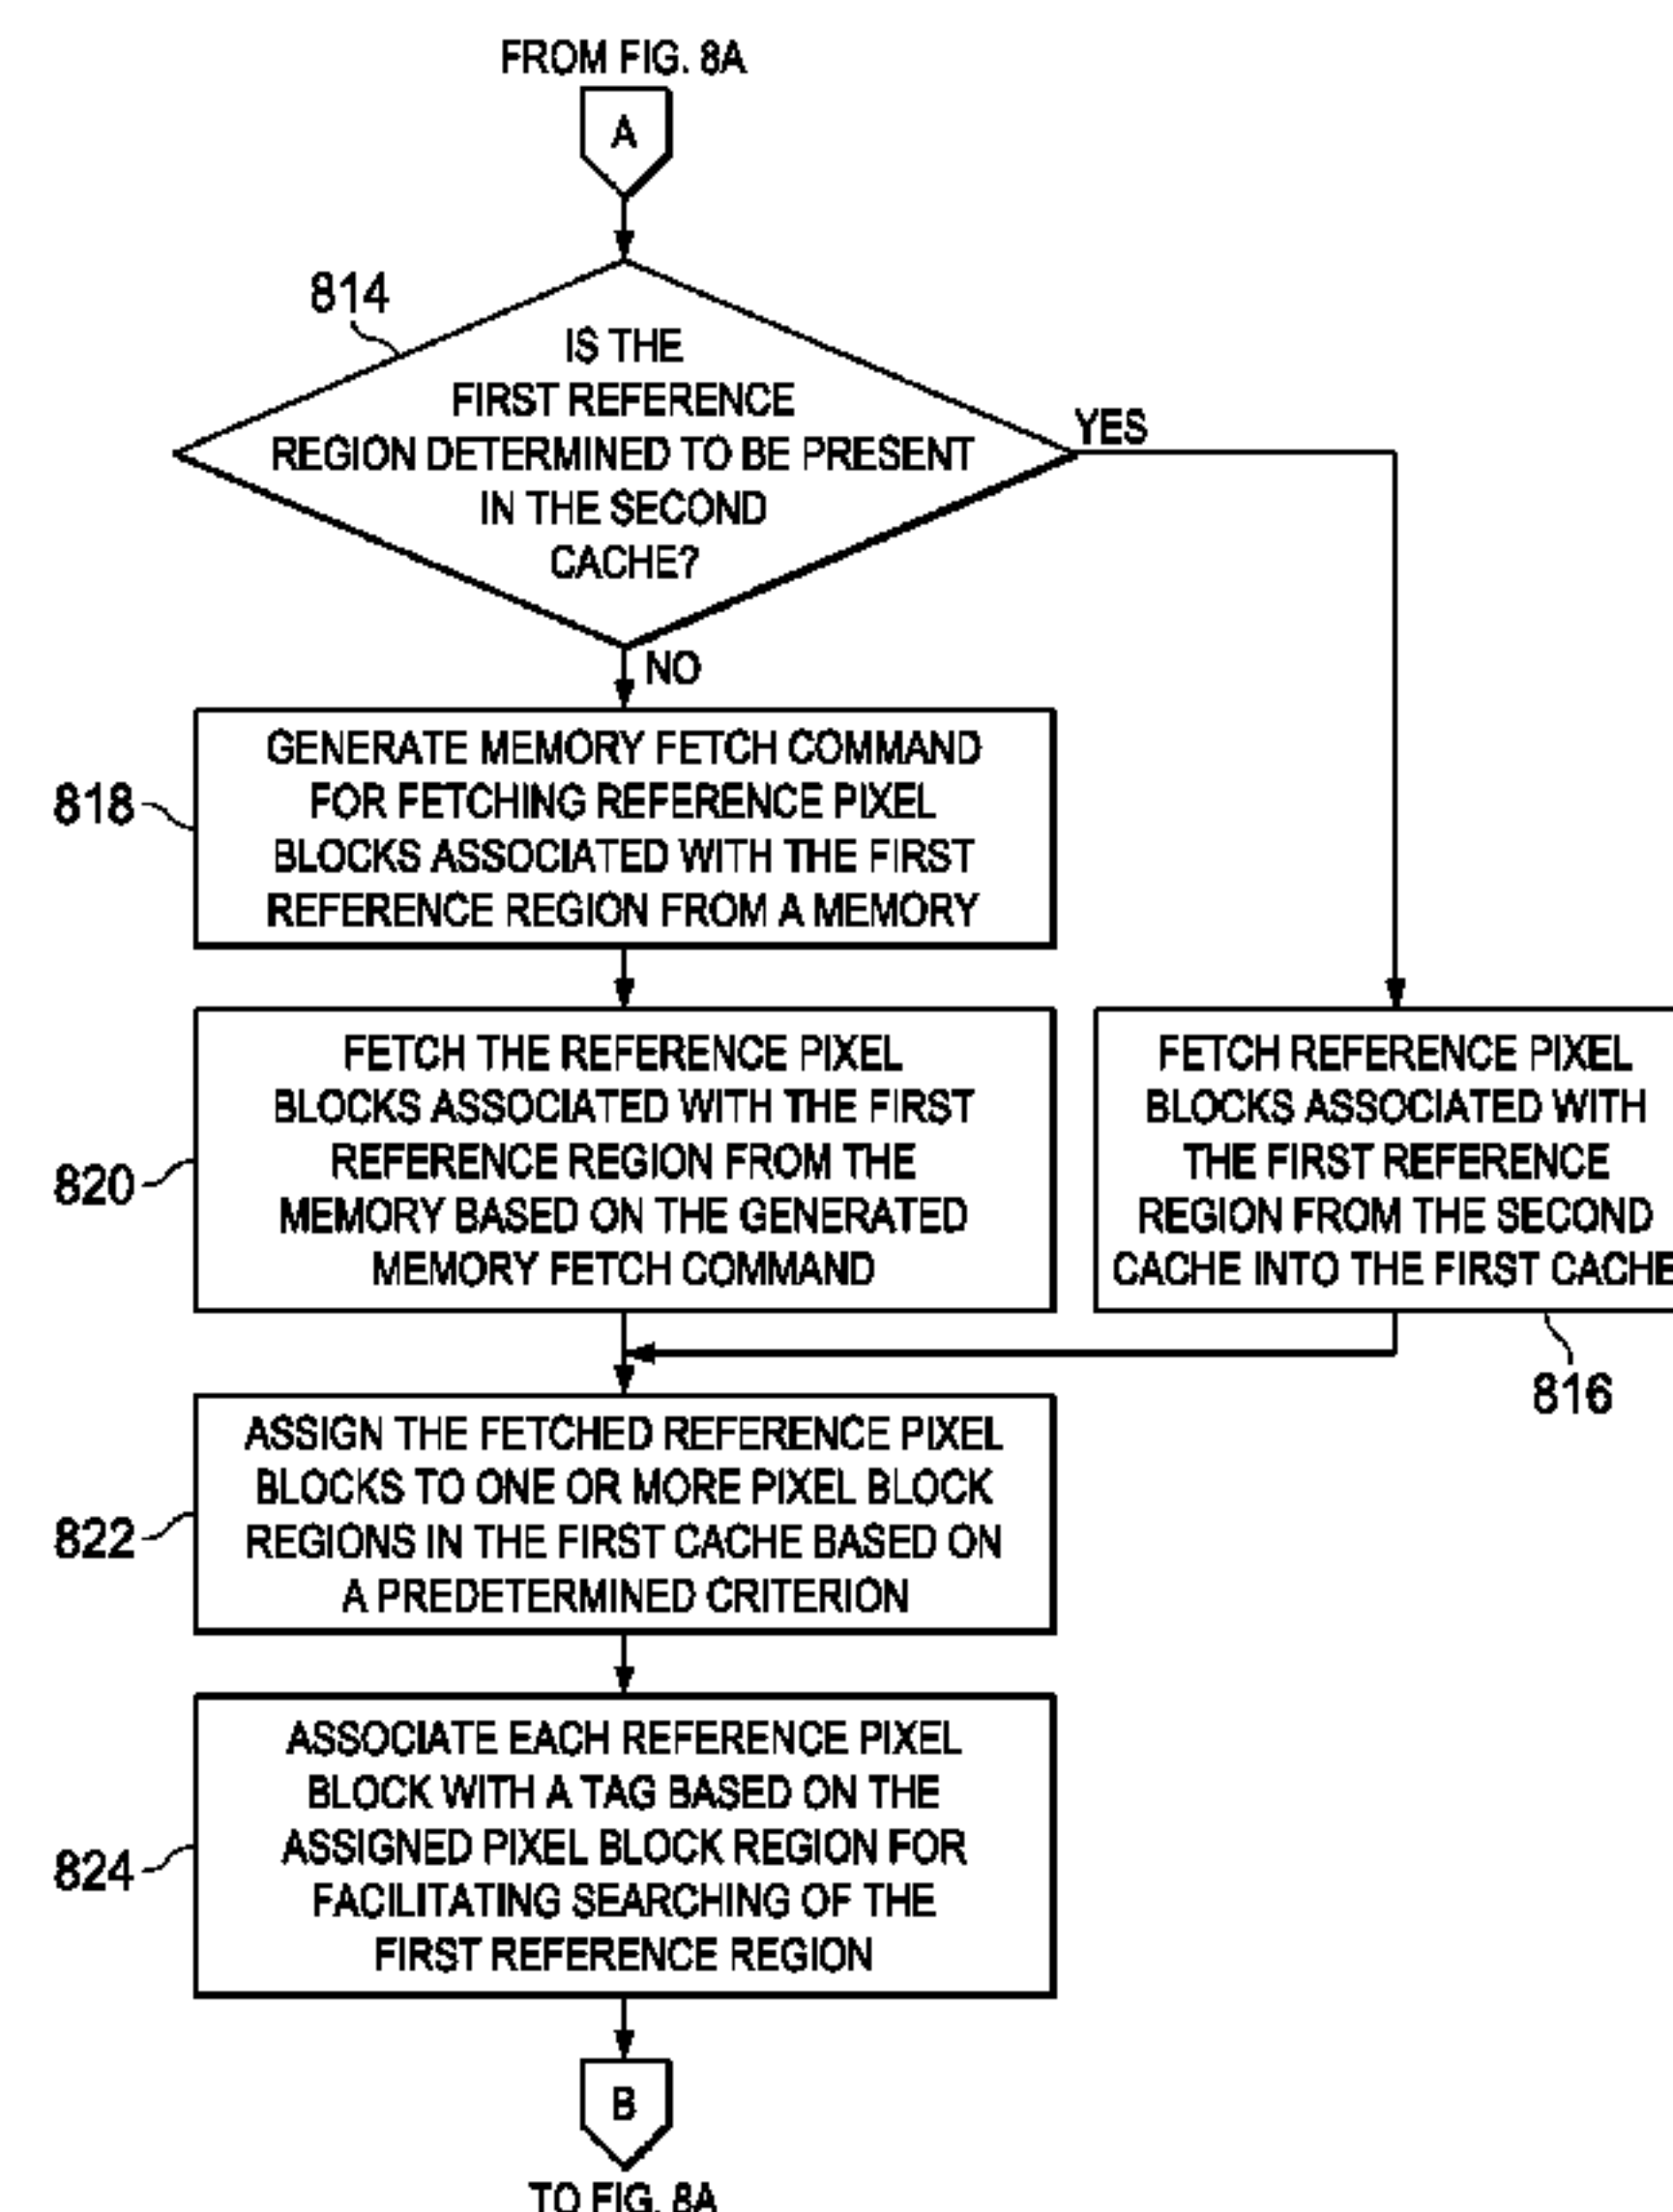 FROM FIG. 8A
A
814
IS THE
FIRST REFERENCE
REGION DETERMINED TO BE PRESENT
IN THE SECOND
CACHE?
YES
NO
818
GENERATE MEMORY FETCH COMMAND
FOR FETCHING REFERENCE PIXEL
BLOCKS ASSOCIATED WITH THE FIRST
REFERENCE REGION FROM A MEMORY
820
FETCH THE REFERENCE PIXEL
BLOCKS ASSOCIATED WITH THE FIRST
REFERENCE REGION FROM THE
MEMORY BASED ON THE GENERATED
MEMORY FETCH COMMAND
FETCH REFERENCE PIXEL
BLOCKS ASSOCIATED WITH
THE FIRST REFERENCE
REGION FROM THE SECOND
CACHE INTO THE FIRST CACHE
816
822
ASSIGN THE FETCHED REFERENCE PIXEL
BLOCKS TO ONE OR MORE PIXEL BLOCK
REGIONS IN THE FIRST CACHE BASED ON
A PREDETERMINED CRITERION
824
ASSOCIATE EACH REFERENCE PIXEL
BLOCK WITH A TAG BASED ON THE
ASSIGNED PIXEL BLOCK REGION FOR
FACILITATING SEARCHING OF THE
FIRST REFERENCE REGION
B
TO FIG. 8A